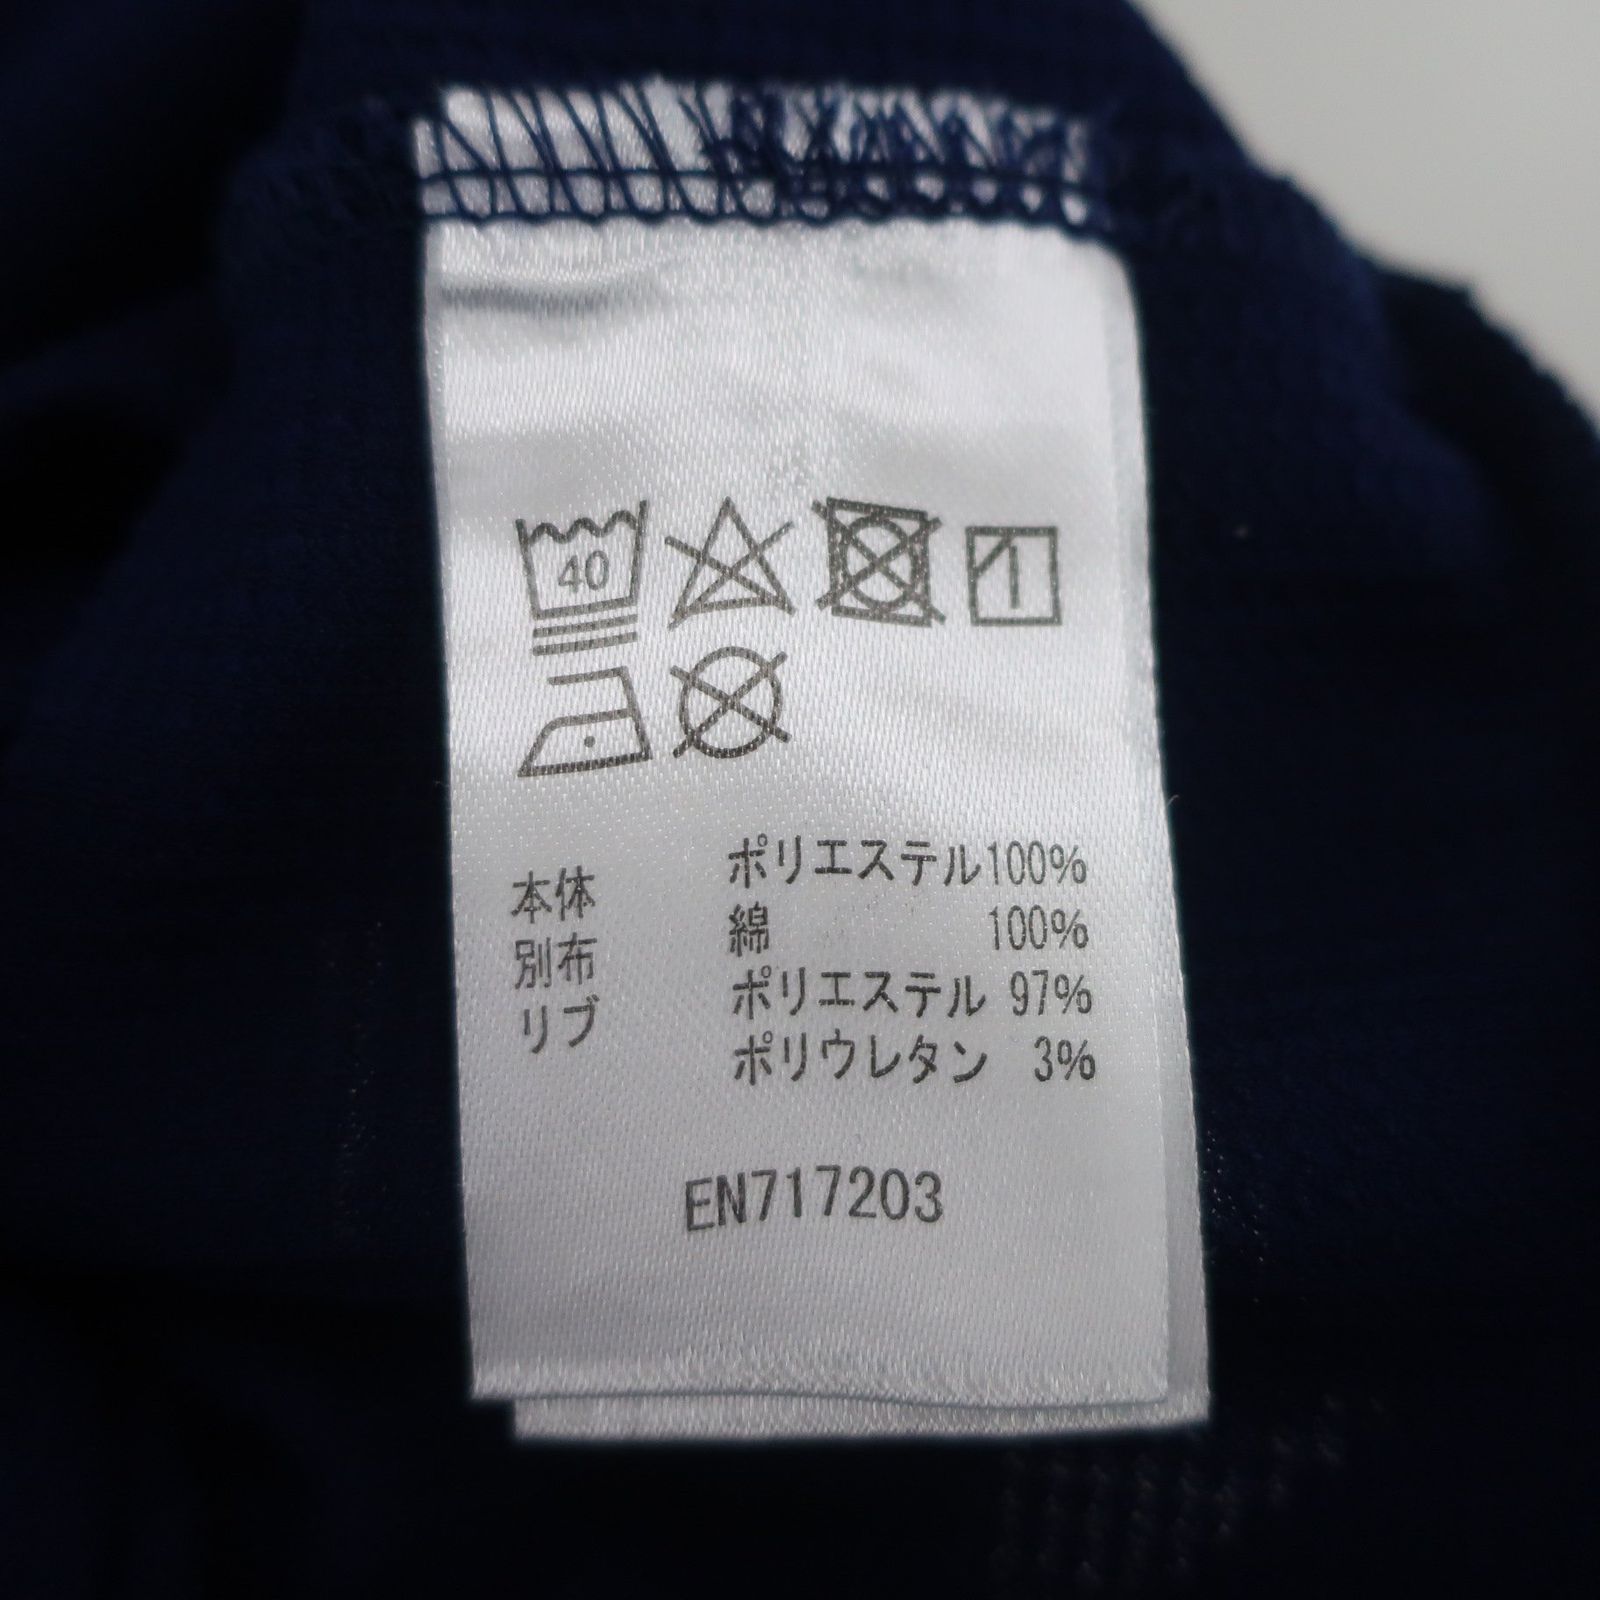 40
本体 ポリエステル100%
別布 綿 100%
リブ ポリエステル 97%
ポリウレタン 3%
EN717203